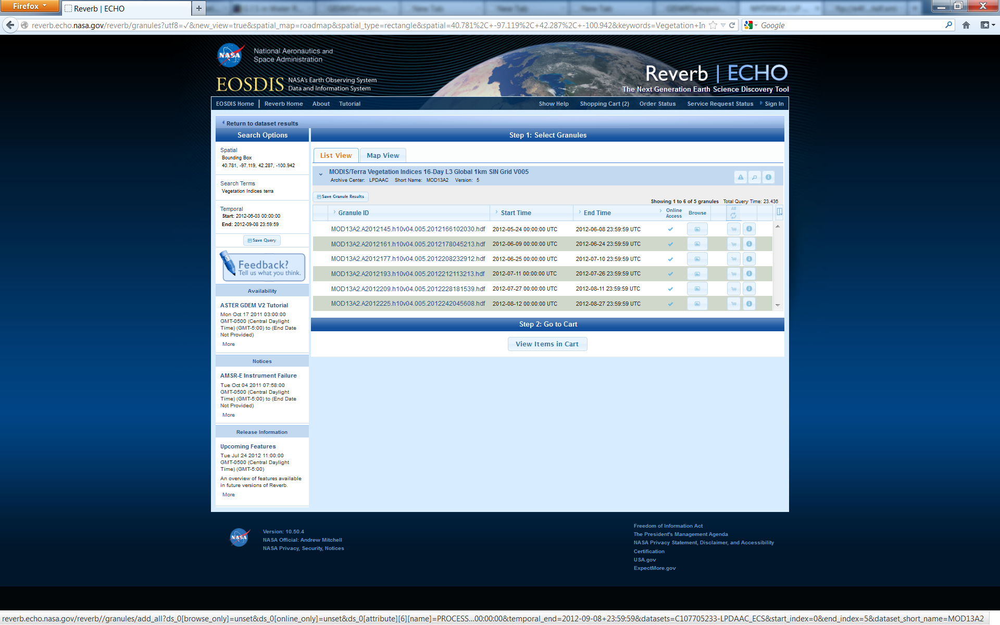 Firefox
Reverb | ECHO
New Tab
New Tab
New Tab
reverb.echo.nasa.gov/reverb/granules?utf8=✓&new_view=true&spatial_map=roadmap&spatial_type=rectangle&spatial=40.781%2C+-97.119%2C+42.287%2C+-100.942&keywords=Vegetation+In
Google
NASA
National Aeronautics and
Space Administration
EOSDIS
NASA's Earth Observing System
Data and Information System
Reverb | ECHO
The Next Generation Earth Science Discovery Tool
EOSDIS Home | Reverb Home About Tutorial
Show Help Shopping Cart (2) Order Status Service Request Status Sign In
Return to dataset results
Search Options
Spatial
Bounding Box
40.781, -97.119, 42.287, -100.942
Search Terms
Vegetation Indices terra
Temporal
Start: 2012-06-03 00:00:00
End: 2012-09-08 23:59:59
Save Query
Feedback?
Tell us what you think.
Availability
ASTER GDEM V2 Tutorial
Mon Oct 17 2011 03:00:00
GMT-0500 (Central Daylight
Time) (GMT-5:00) to (End Date
Not Provided)
More
Notices
AMSR-E Instrument Failure
Tue Oct 04 2011 07:58:00
GMT-0500 (Central Daylight
Time) (GMT-5:00) to (End Date
Not Provided)
More
Release Information
Upcoming Features
Tue Jul 24 2012 11:00:00
GMT-0500 (Central Daylight
Time) (GMT-5:00)
An overview of features available
in future versions of Reverb.
More
Step 1: Select Granules
List View Map View
MODIS/Terra Vegetation Indices 16-Day L3 Global 1km SIN Grid V005
Archive Center: LPDAAC Short Name: MOD13A2 Version: 5
Save Granule Results
Showing 1 to 6 of 5 granules Total Query Time: 23.436
Granule ID Start Time End Time Online Access Browse All
MOD13A2.A2012145.h10v04.005.2012166102030.hdf 2012-05-24 00:00:00 UTC 2012-06-08 23:59:59 UTC
MOD13A2.A2012161.h10v04.005.2012178045213.hdf 2012-06-09 00:00:00 UTC 2012-06-24 23:59:59 UTC
MOD13A2.A2012177.h10v04.005.2012208232912.hdf 2012-06-25 00:00:00 UTC 2012-07-10 23:59:59 UTC
MOD13A2.A2012193.h10v04.005.2012212113213.hdf 2012-07-11 00:00:00 UTC 2012-07-26 23:59:59 UTC
MOD13A2.A2012209.h10v04.005.2012228181539.hdf 2012-07-27 00:00:00 UTC 2012-08-11 23:59:59 UTC
MOD13A2.A2012225.h10v04.005.2012242045608.hdf 2012-08-12 00:00:00 UTC 2012-08-27 23:59:59 UTC
Step 2: Go to Cart
View Items in Cart
NASA
Version: 10.50.4
NASA Official: Andrew Mitchell
NASA Privacy, Security, Notices
Freedom of Information Act
The President's Management Agenda
NASA Privacy Statement, Disclaimer, and Accessibility
Certification
USA.gov
ExpectMore.gov
reverb.echo.nasa.gov/reverb//granules/add_all?ds_0[browse_only]=unset&ds_0[online_only]=unset&ds_0[attribute][6][name]=PROCESS...00:00:00&temporal_end=2012-09-08+23:59:59&datasets=C107705233-LPDAAC_ECS&start_index=0&end_index=5&dataset_short_name=MOD13A2